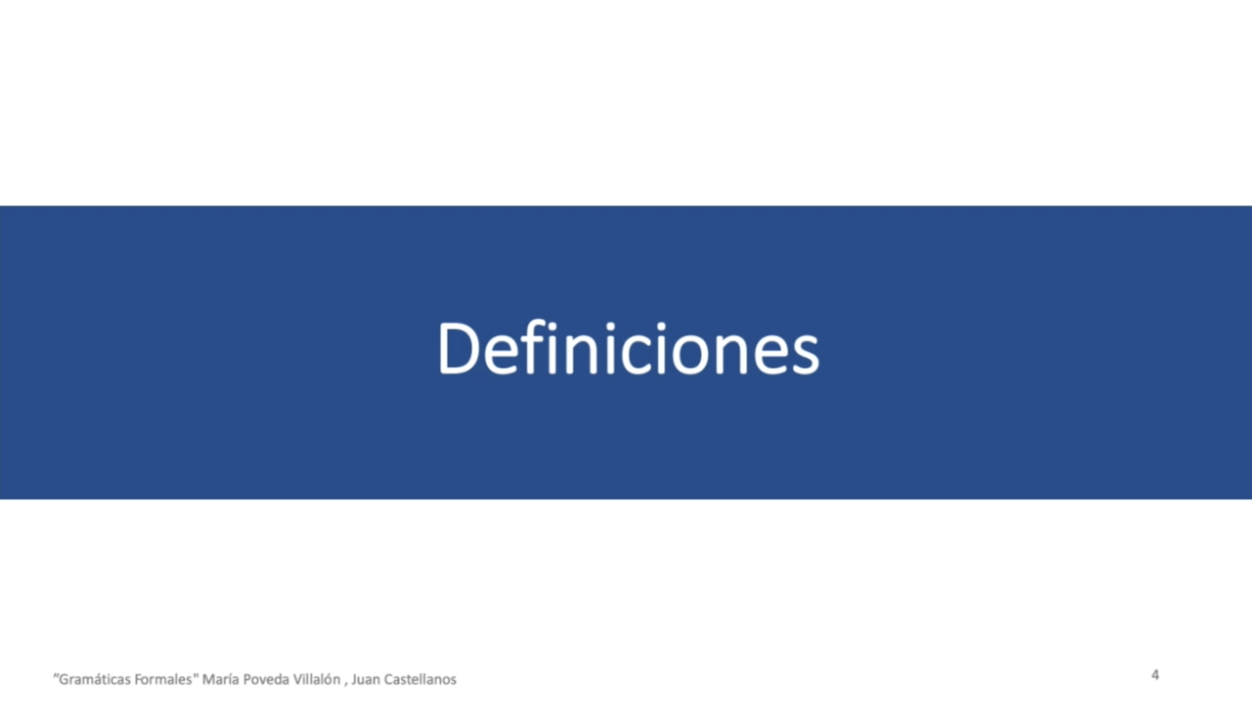 Definiciones
"Gramáticas Formales" María Poveda Villalón , Juan Castellanos
4